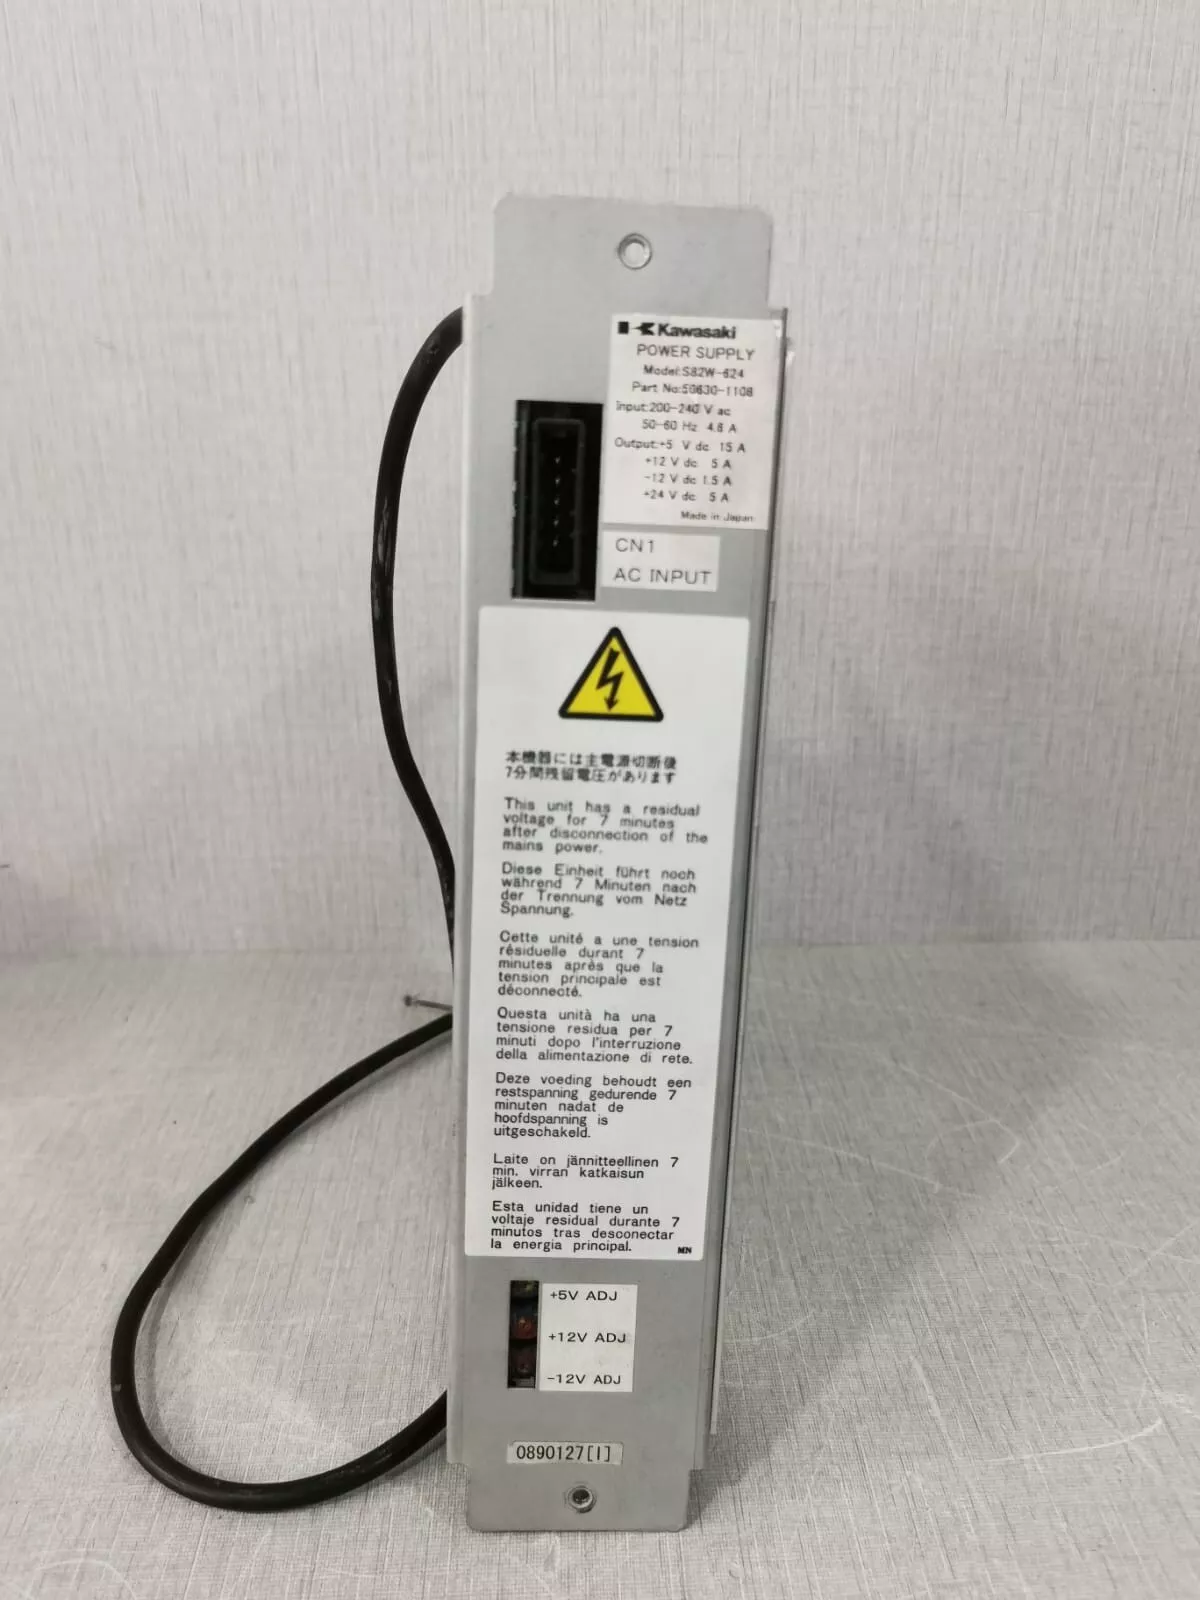 Kawasaki
POWER SUPPLY
Model:S82W-624
Part No:50630-1108
Input:200-240 V ac
50-60 Hz 4.8 A
Output:+5 V dc 15 A
+12 V dc 5 A
-12 V dc 1.5 A
+24 V dc 5 A
Made in Japan
CN1
AC INPUT
本機器には主電源切断後
7分間残留電圧があります
This unit has a residual
voltage for 7 minutes
after disconnection of the
mains power.
Diese Einheit führt noch
während 7 Minuten nach
der Trennung vom Netz
Spannung.
Cette unité a une tension
résiduelle durant 7
minutes après que la
tension principale est
déconnecté.
Questa unità ha una
tensione residua per 7
minuti dopo l'interruzione
della alimentazione di rete.
Deze voeding behoudt een
restspanning gedurende 7
minuten nadat de
hoofdspanning is
uitgeschakeld.
Laite on jännitteellinen 7
min. virran katkaisun
jälkeen.
Esta unidad tiene un
voltaje residual durante 7
minutos tras desconectar
la energia principal.
MN
+5V ADJ
+12V ADJ
-12V ADJ
0890127[I]